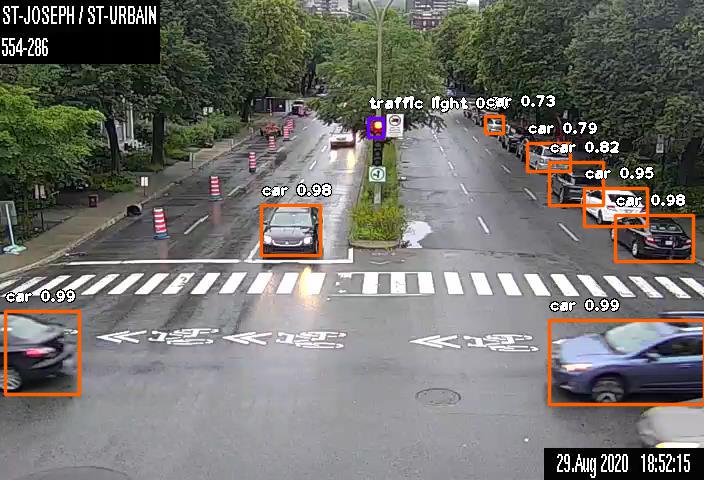 ST-JOSEPH / ST-URBAIN
554-286
traffic light
car 0.73
car 0.79
car 0.82
car 0.95
car 0.98
car 0.98
car 0.99
car 0.99
29.Aug 2020 18:52:15